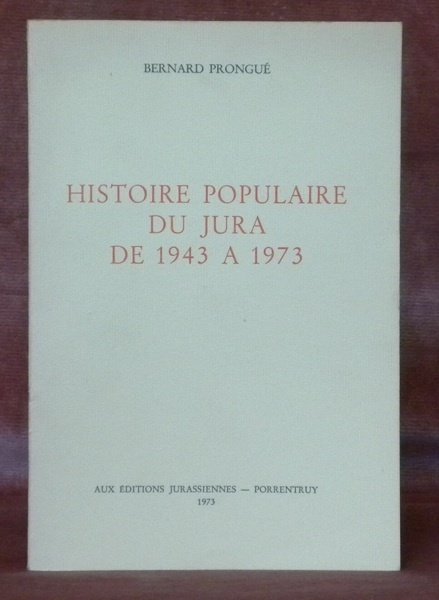 BERNARD PRONGUÉ
HISTOIRE POPULAIRE
DU JURA
DE 1943 A 1973
AUX ÉDITIONS JURASSIENNES — PORRENTRUY
1973